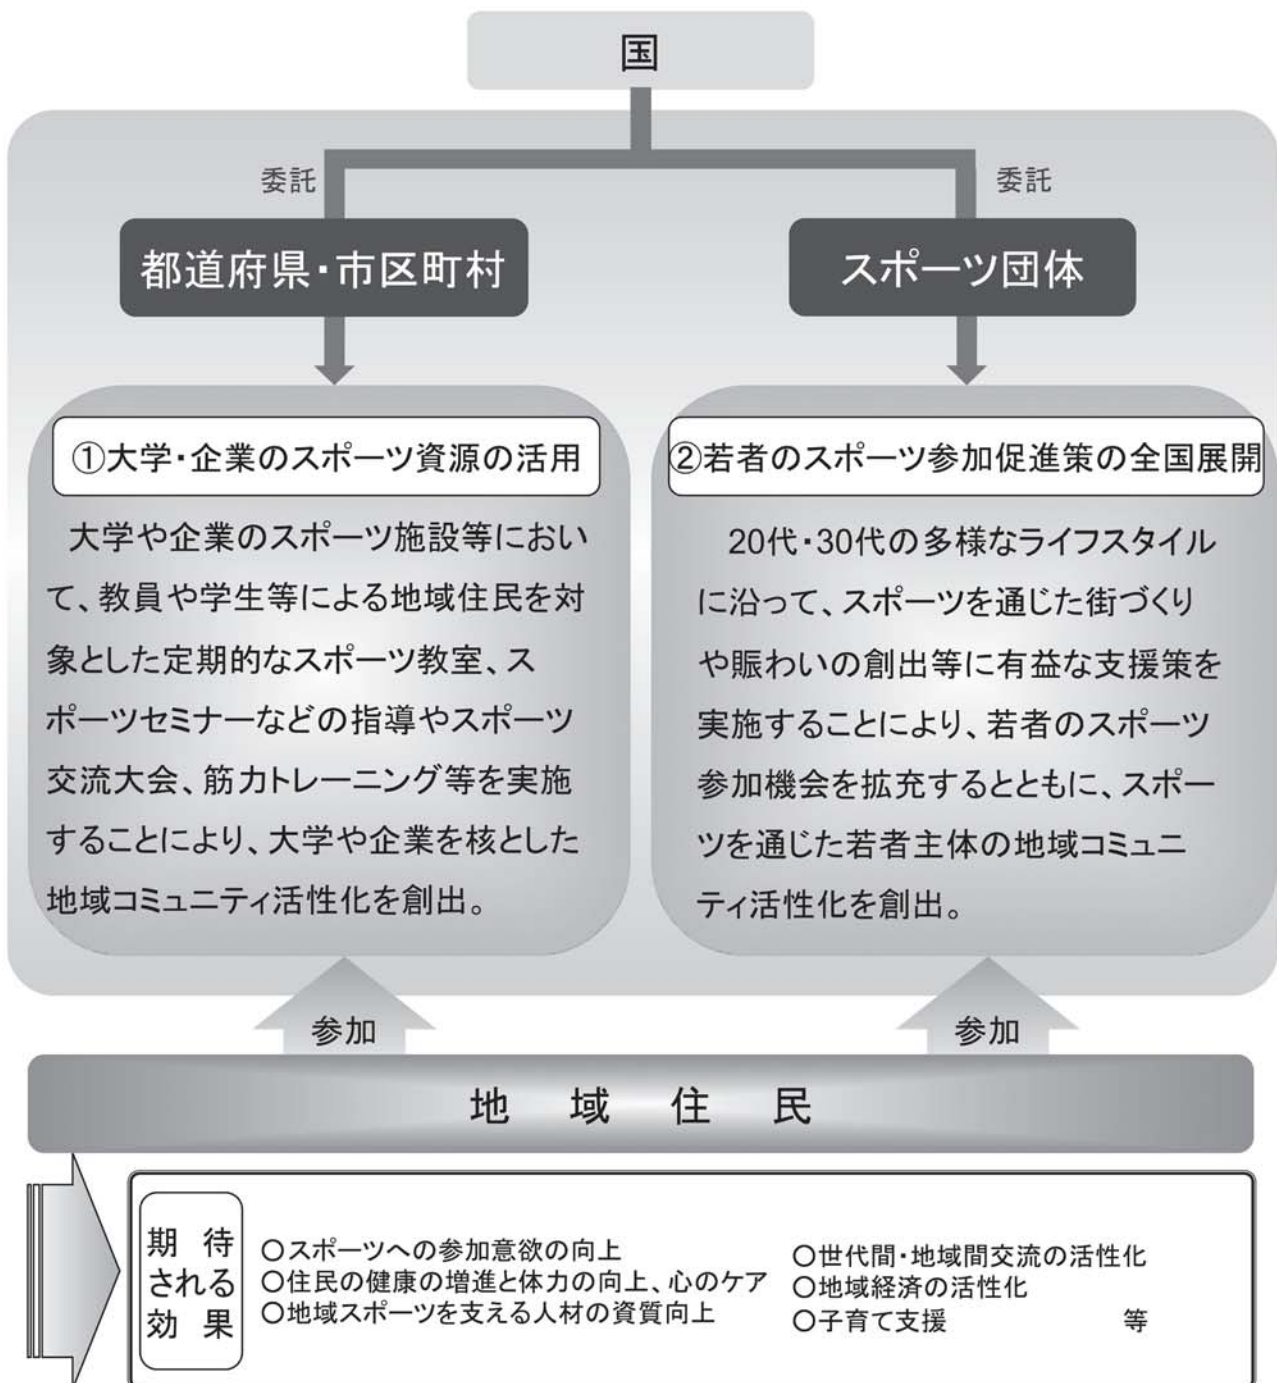 国
委託
委託
都道府県・市区町村
スポーツ団体
①大学・企業のスポーツ資源の活用
大学や企業のスポーツ施設等におい
て、教員や学生等による地域住民を対
象とした定期的なスポーツ教室、ス
ポーツセミナーなどの指導やスポーツ
交流大会、筋力トレーニング等を実施
することにより、大学や企業を核とした
地域コミュニティ活性化を創出。
②若者のスポーツ参加促進策の全国展開
20代・30代の多様なライフスタイル
に沿って、スポーツを通じた街づくり
や賑わいの創出等に有益な支援策を
実施することにより、若者のスポーツ
参加機会を拡充するとともに、スポー
ツを通じた若者主体の地域コミュニ
ティ活性化を創出。
参加
参加
地域住民
期待
される
効果
○スポーツへの参加意欲の向上
○住民の健康の増進と体力の向上、心のケア
○地域スポーツを支える人材の資質向上
○世代間・地域間交流の活性化
○地域経済の活性化
○子育て支援 等